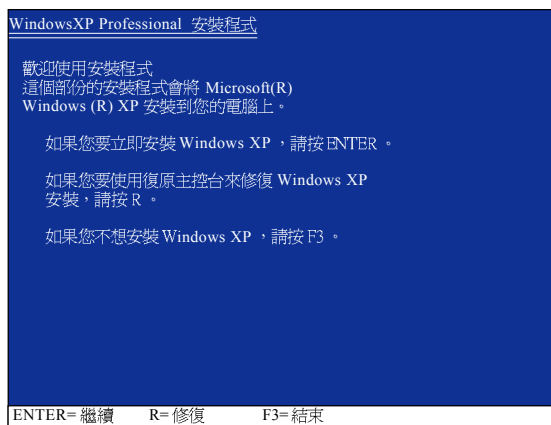 WindowsXP Professional 安裝程式
歡迎使用安裝程式
這個部份的安裝程式會將 Microsoft(R)
Windows (R) XP 安裝到您的電腦上。
如果您要立即安裝 Windows XP ，請按 ENTER 。
如果您要使用復原主控台來修復 Windows XP
安裝，請按 R 。
如果您不想安裝 Windows XP ，請按 F3 。
ENTER= 繼續 R= 修復 F3= 結束